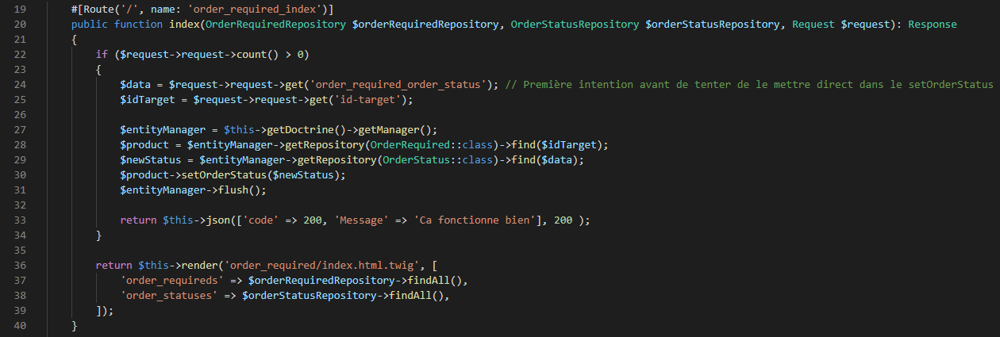 19 #[Route('/', name: 'order_required_index')]
20 public function index(OrderRequiredRepository $orderRequiredRepository, OrderStatusRepository $orderStatusRepository, Request $request): Response
21 {
22 if ($request->request->count() > 0)
23 {
24 $data = $request->request->get('order_required_order_status'); // Première intention avant de tenter de le mettre direct dans le setOrderStatus
25 $idTarget = $request->request->get('id-target');
26
27 $entityManager = $this->getDoctrine()->getManager();
28 $product = $entityManager->getRepository(OrderRequired::class)->find($idTarget);
29 $newStatus = $entityManager->getRepository(OrderStatus::class)->find($data);
30 $product->setOrderStatus($newStatus);
31 $entityManager->flush();
32
33 return $this->json(['code' => 200, 'Message' => 'Ca fonctionne bien'], 200 );
34 }
35
36 return $this->render('order_required/index.html.twig', [
37 'order_requireds' => $orderRequiredRepository->findAll(),
38 'order_statuses' => $orderStatusRepository->findAll(),
39 ]);
40 }